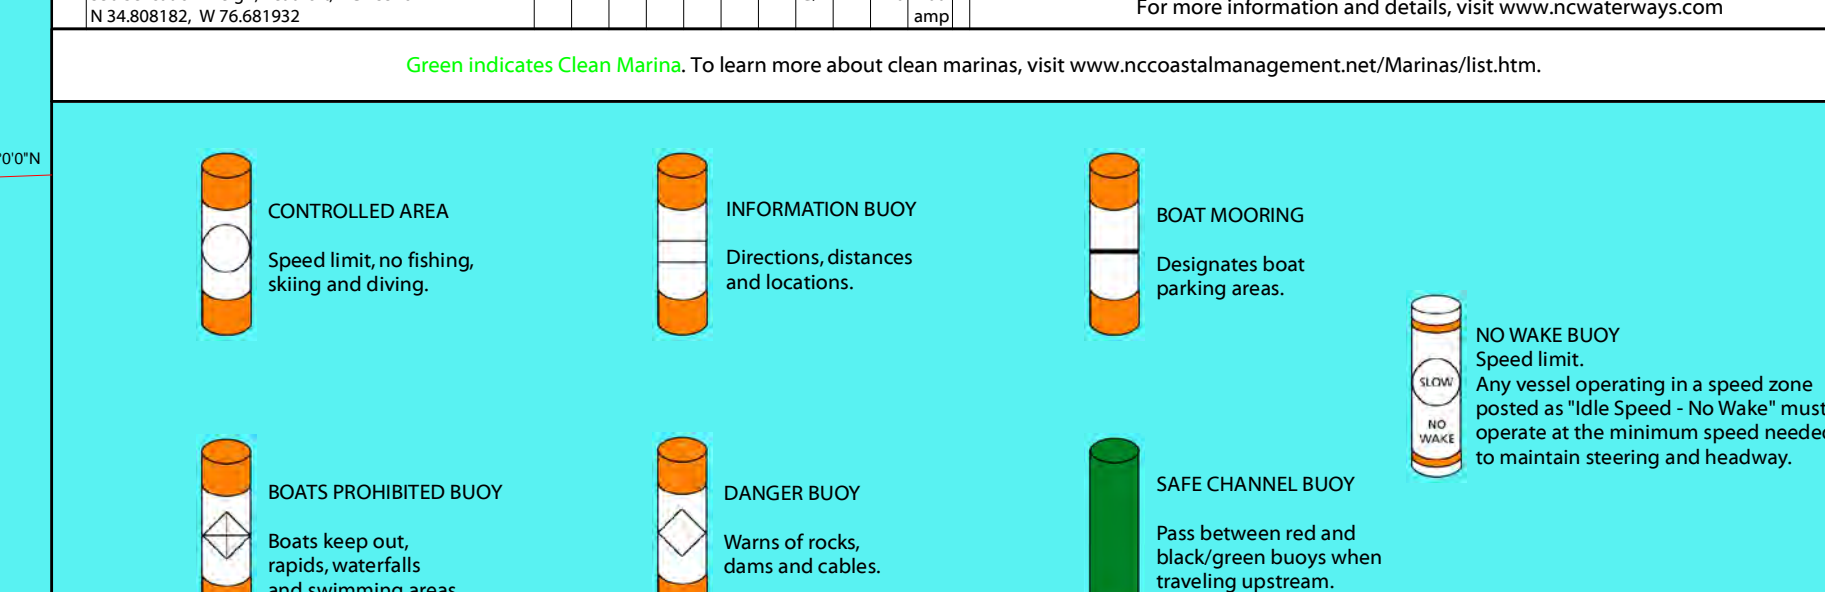 N 34.808182, W 76.681932
amp
For more information and details, visit www.ncwaterways.com
Green indicates Clean Marina. To learn more about clean marinas, visit www.nccoastalmanagement.net/Marinas/list.htm.
0'0"N
CONTROLLED AREA
Speed limit, no fishing,
skiing and diving.
INFORMATION BUOY
Directions, distances
and locations.
BOAT MOORING
Designates boat
parking areas.
SLOW
NO
WAKE
NO WAKE BUOY
Speed limit.
Any vessel operating in a speed zone
posted as "Idle Speed - No Wake" must
operate at the minimum speed needed
to maintain steering and headway.
BOATS PROHIBITED BUOY
Boats keep out,
rapids, waterfalls
and swimming areas
DANGER BUOY
Warns of rocks,
dams and cables.
SAFE CHANNEL BUOY
Pass between red and
black/green buoys when
traveling upstream.